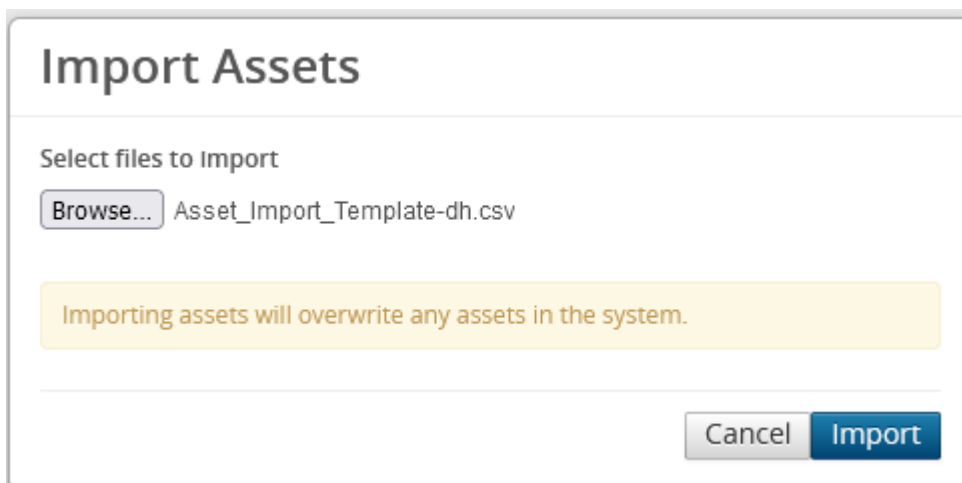 Import Assets
Select files to Import
Browse... Asset_Import_Template-dh.csv
Importing assets will overwrite any assets in the system.
Cancel Import